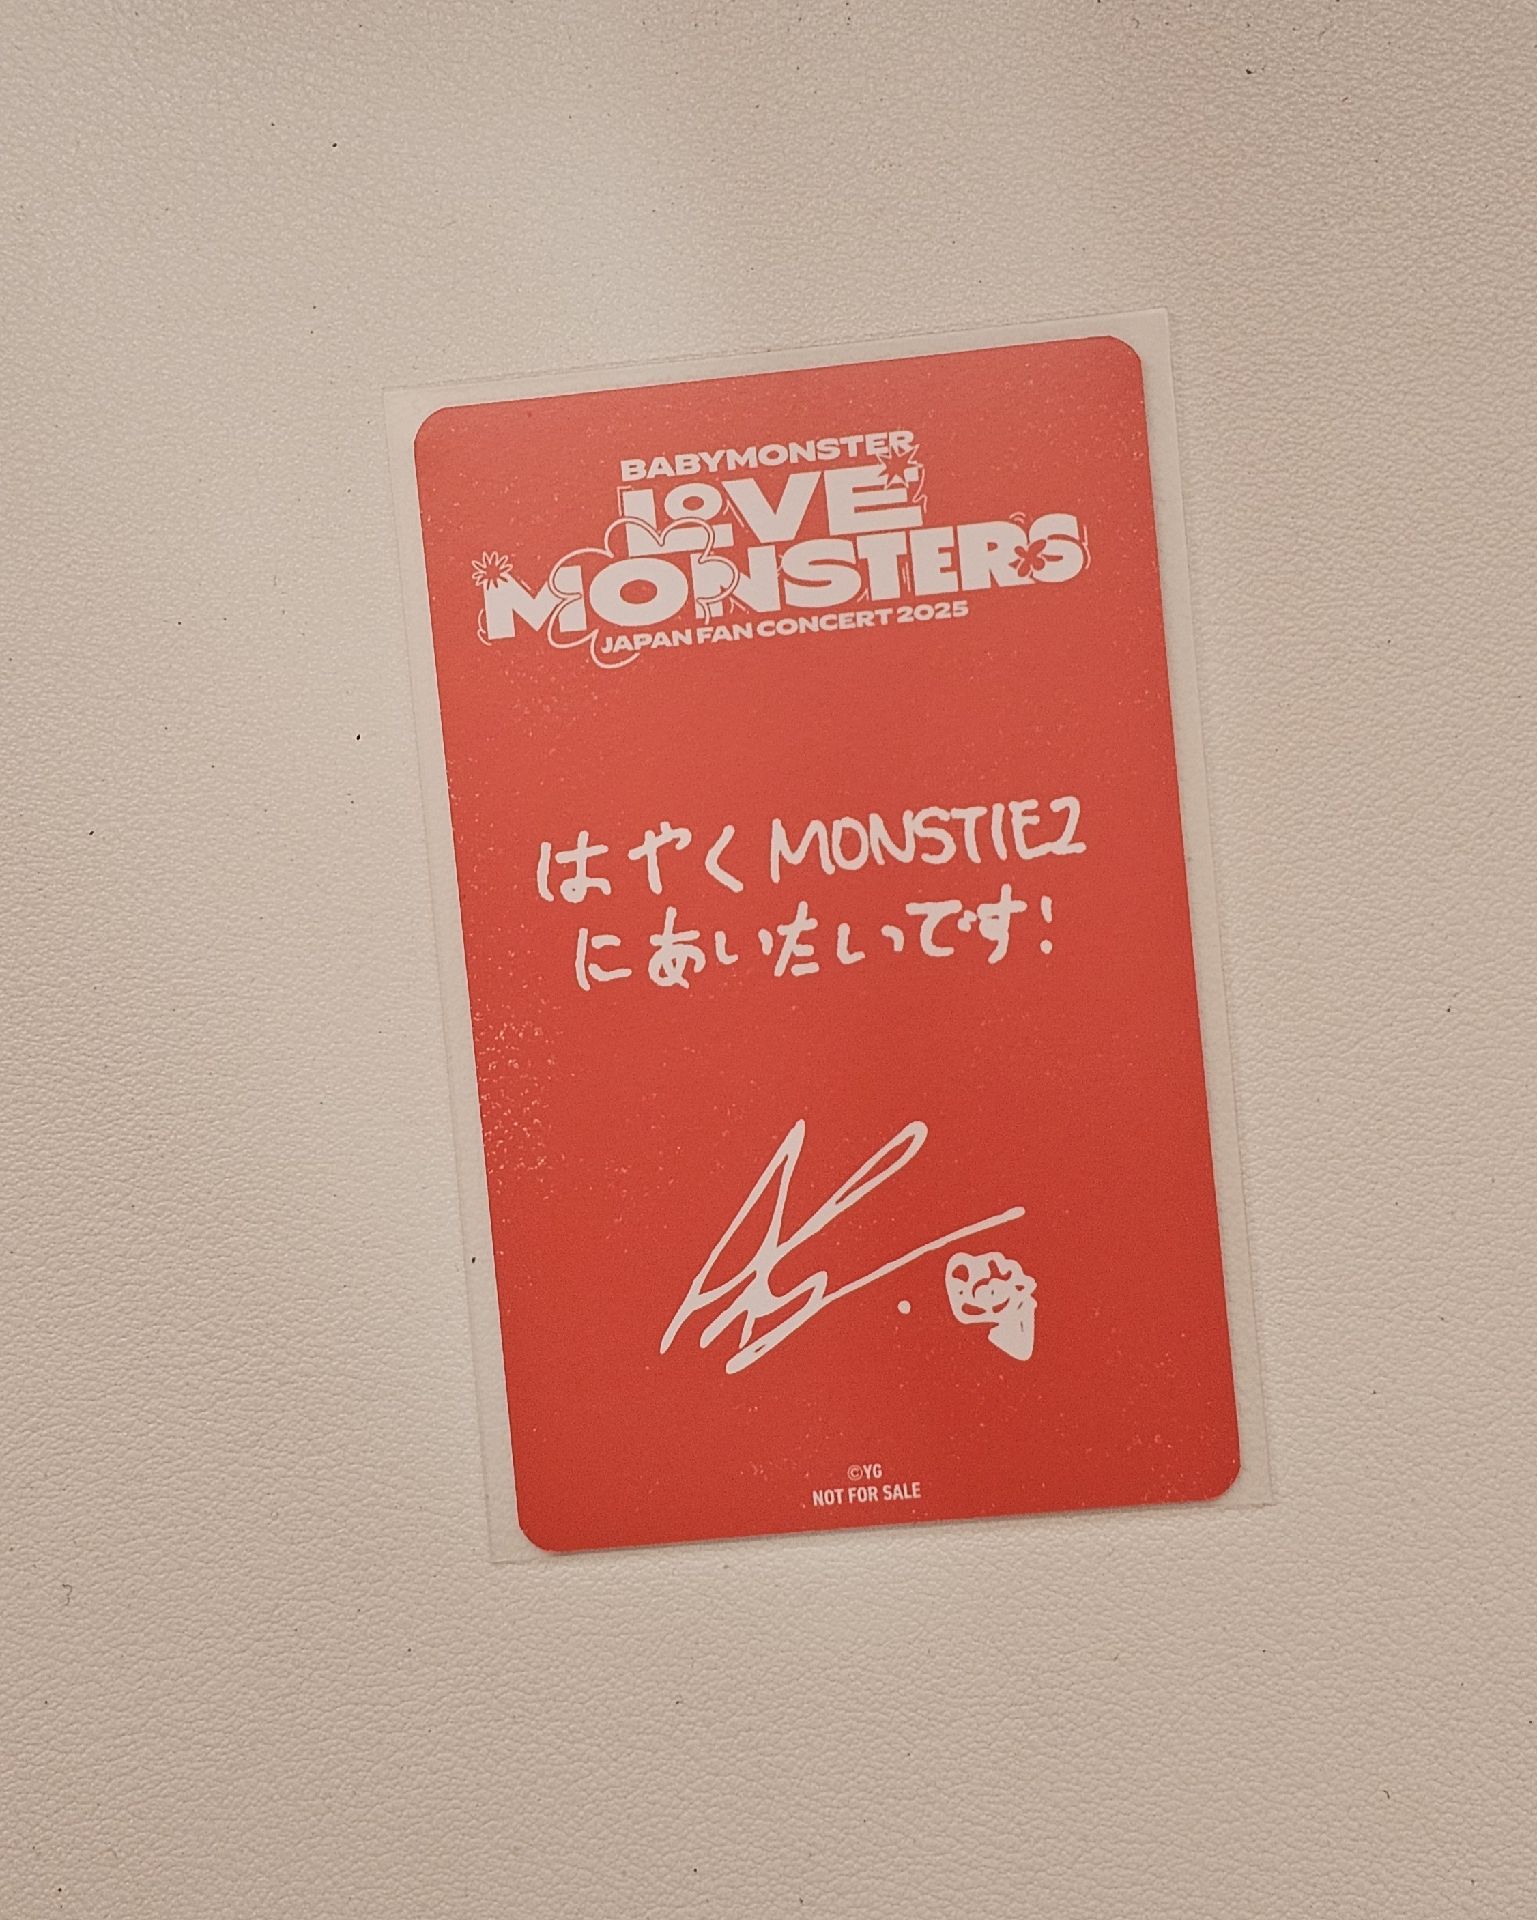 BABYMONSTER
LOVE
MONSTERS
JAPAN FAN CONCERT 2025
はやくMONSTIEZ
にあいたいです!
©YG
NOT FOR SALE